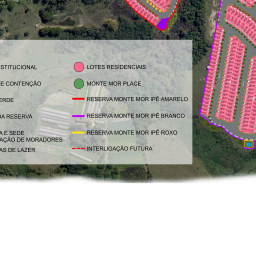 STITUCIONAL
E CONTENÇÃO
ERDE
DA RESERVA
A E SEDE
AÇÃO DE MORADORES
AS DE LAZER
LOTES RESIDENCIAIS
MONTE MOR PLACE
RESERVA MONTE MOR IPÊ AMARELO
RESERVA MONTE MOR IPÊ BRANCO
RESERVA MONTE MOR IPÊ ROXO
INTERLIGAÇÃO FUTURA